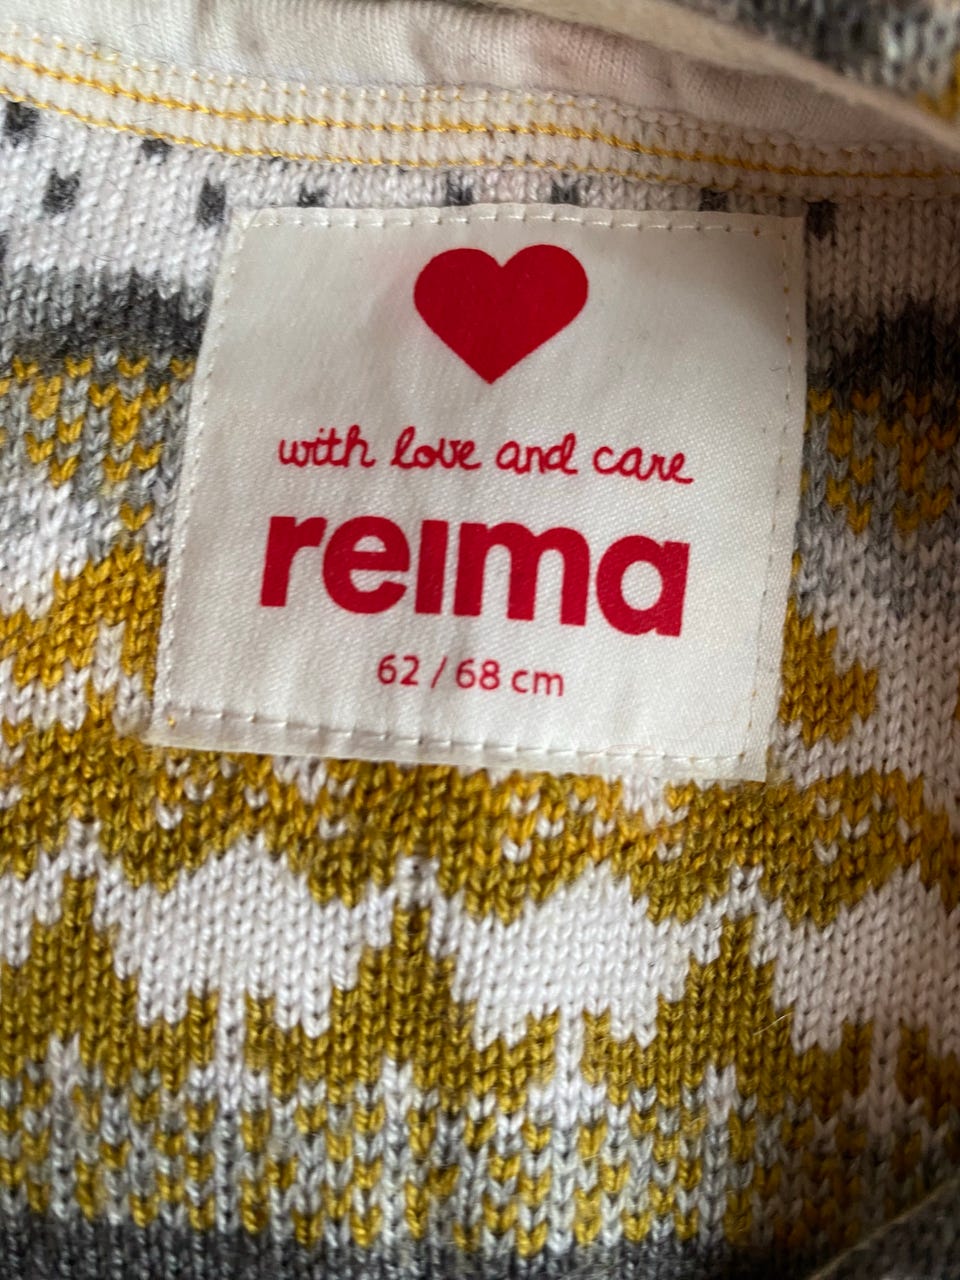 with love and care
reima
62 / 68 cm